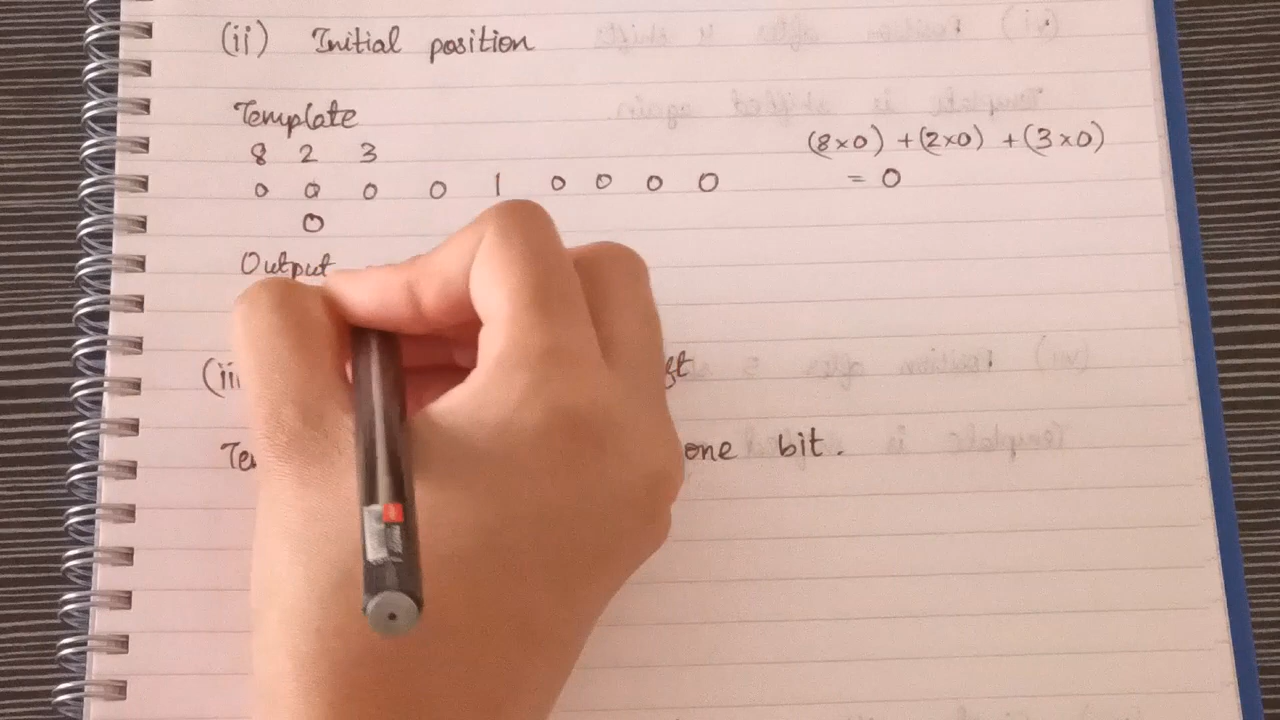 (ii) Initial position
Template
8 2 3
(8×0) + (2×0) + (3×0)
0 0 0 0 1 0 0 0 0
= 0
0
Output
one bit.